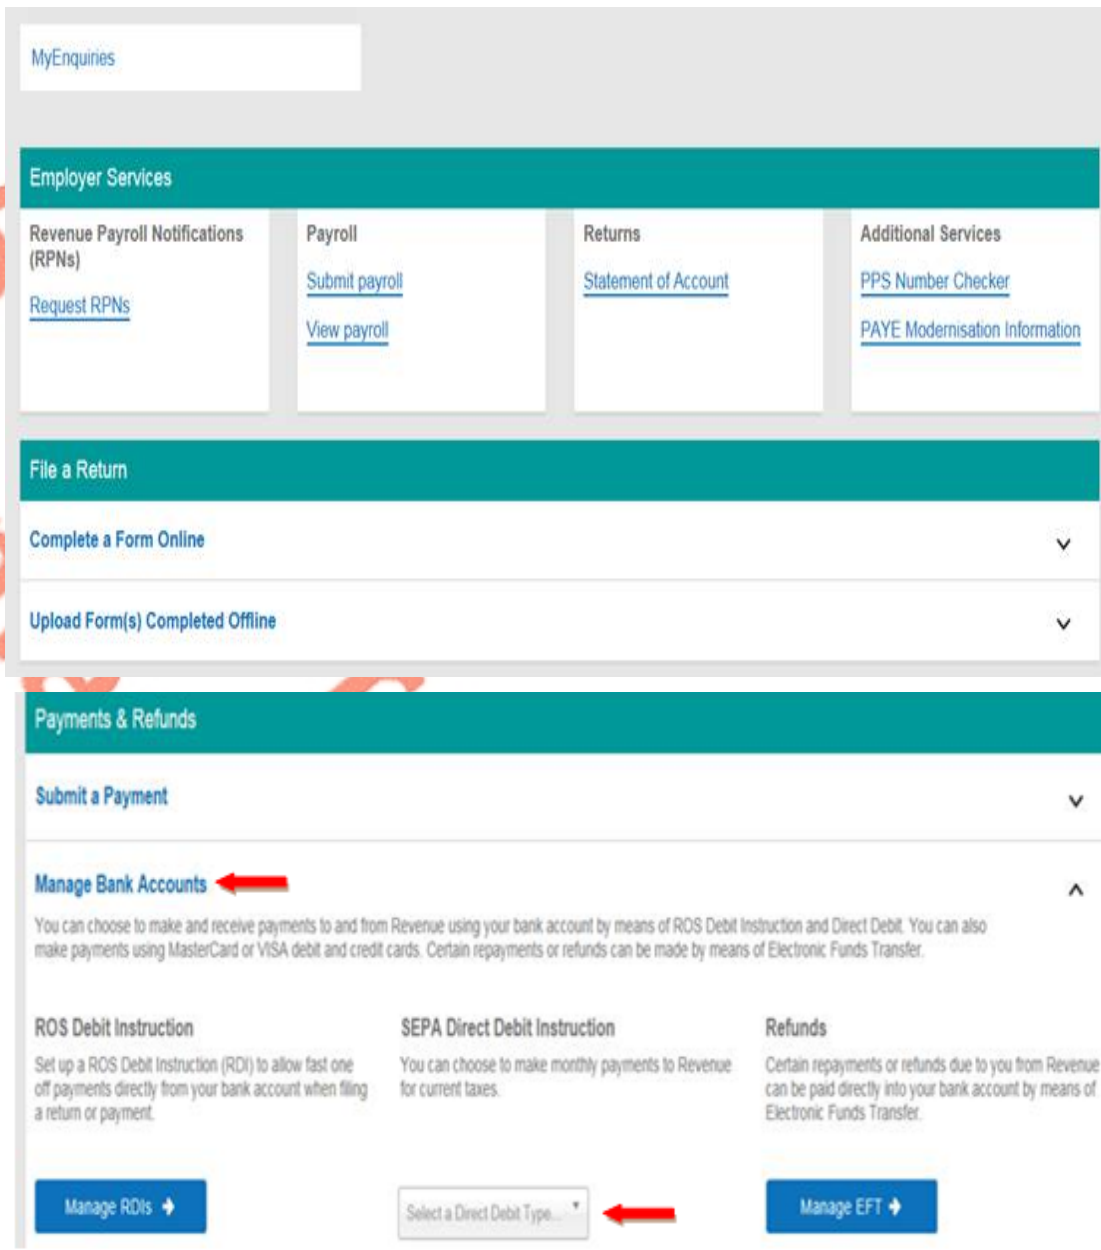 MyEnquiries
Employer Services
Revenue Payroll Notifications
(RPNs)
Request RPNs
Payroll
Submit payroll
View payroll
Returns
Statement of Account
Additional Services
PPS Number Checker
PAYE Modernisation Information
File a Return
Complete a Form Online
Upload Form(s) Completed Offline
Payments & Refunds
Submit a Payment
Manage Bank Accounts
You can choose to make and receive payments to and from Revenue using your bank account by means of ROS Debit Instruction and Direct Debit. You can also
make payments using MasterCard or VISA debit and credit cards. Certain repayments or refunds can be made by means of Electronic Funds Transfer.
ROS Debit Instruction
Set up a ROS Debit Instruction (RDI) to allow fast one
off payments directly from your bank account when filing
a return or payment.
Manage RDIs
SEPA Direct Debit Instruction
You can choose to make monthly payments to Revenue
for current taxes.
Select a Direct Debit Type...
Refunds
Certain repayments or refunds due to you from Revenue
can be paid directly into your bank account by means of
Electronic Funds Transfer.
Manage EFT